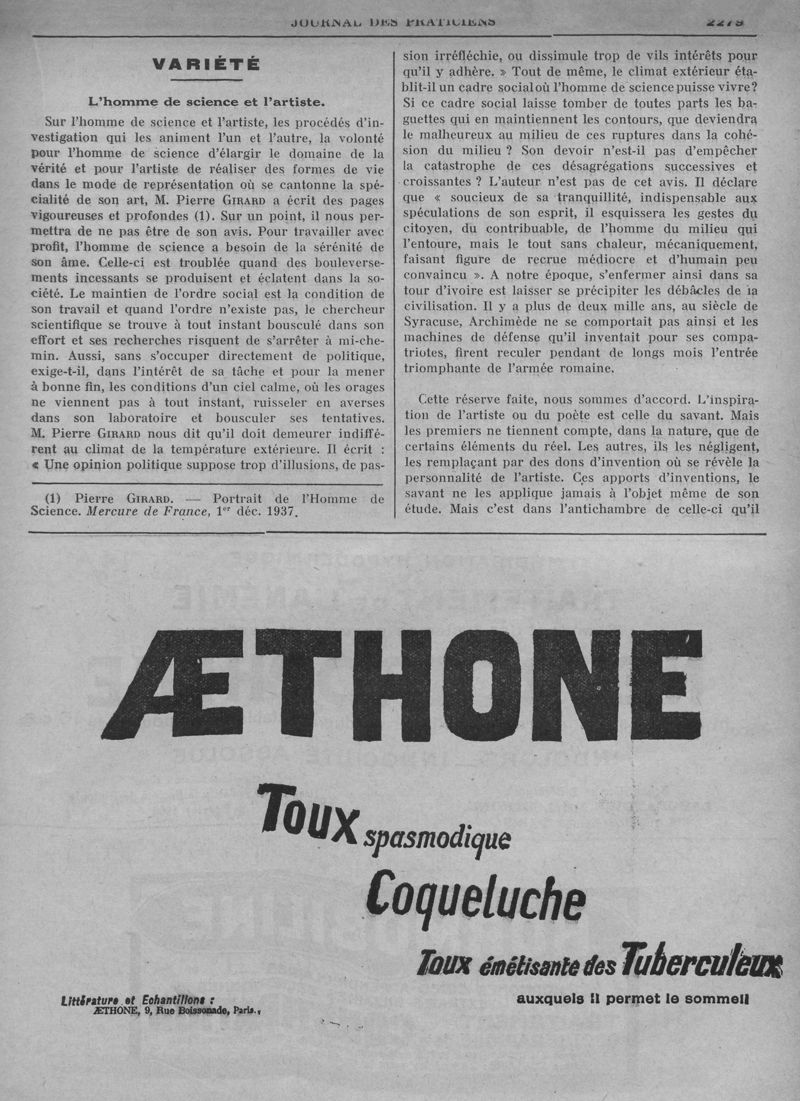 JOURNAL DES PRATICIENS
VARIÉTÉ
L'homme de science et l'artiste.
Sur l'homme de science et l'artiste, les procédés d'in-
vestigation qui les animent l'un et l'autre, la volonté
pour l'homme de science d'élargir le domaine de la
vérité et pour l'artiste de réaliser des formes de vie
dans le mode de représentation où se cantonne la spé-
cialité de son art, M. Pierre GIRARD a écrit des pages
vigoureuses et profondes (1). Sur un point, il nous per-
mettra de ne pas être de son avis. Pour travailler avec
profit, l'homme de science a besoin de la sérénité de
son âme. Celle-ci est troublée quand des bouleverse-
ments incessants se produisent et éclatent dans la so-
ciété. Le maintien de l'ordre social est la condition de
son travail et quand l'ordre n'existe pas, le chercheur
scientifique se trouve à tout instant bousculé dans son
effort et ses recherches risquent de s'arrêter à mi-che-
min. Aussi, sans s'occuper directement de politique,
exige-t-il, dans l'intérêt de sa tâche et pour la mener
à bonne fin, les conditions d'un ciel calme, où les orages
ne viennent pas à tout instant, ruisseler en averses
dans son laboratoire et bousculer ses tentatives.
M. Pierre GIRARD nous dit qu'il doit demeurer indiffé-
rent au climat de la température extérieure. Il écrit :
« Une opinion politique suppose trop d'illusions, de pas-
(1) Pierre GIRARD. — Portrait de l'Homme de
Science. Mercure de France, 1er déc. 1937.
sion irréfléchie, ou dissimule trop de vils intérêts pour
qu'il y adhère. » Tout de même, le climat extérieur éta-
blit-il un cadre social où l'homme de science puisse vivre?
Si ce cadre social laisse tomber de toutes parts les ba-
guettes qui en maintiennent les contours, que deviendra
le malheureux au milieu de ces ruptures dans la cohé-
sion du milieu ? Son devoir n'est-il pas d'empêcher
la catastrophe de ces désagrégations successives et
croissantes ? L'auteur n'est pas de cet avis. Il déclare
que « soucieux de sa tranquillité, indispensable aux
spéculations de son esprit, il esquissera les gestes du
citoyen, du contribuable, de l'homme du milieu qui
l'entoure, mais le tout sans chaleur, mécaniquement,
faisant figure de recrue médiocre et d'humain peu
convaincu ». A notre époque, s'enfermer ainsi dans sa
tour d'ivoire est laisser se précipiter les débâcles de la
civilisation. Il y a plus de deux mille ans, au siècle de
Syracuse, Archimède ne se comportait pas ainsi et les
machines de défense qu'il inventait pour ses compa-
triotes, firent reculer pendant de longs mois l'entrée
triomphante de l'armée romaine.
Cette réserve faite, nous sommes d'accord. L'inspira-
tion de l'artiste ou du poète est celle du savant. Mais
les premiers ne tiennent compte, dans la nature, que de
certains éléments du réel. Les autres, ils les négligent,
les remplaçant par des dons d'invention où se révèle la
personnalité de l'artiste. Ces apports d'inventions, le
savant ne les applique jamais à l'objet même de son
étude. Mais c'est dans l'antichambre de celle-ci qu'il
ÆTHONE
Toux spasmodique
Coqueluche
Toux émétisante des Tuberculeux
auxquels il permet le sommeil
Littérature et Echantillons :
ÆTHONE, 9, Rue Boissonade, Paris.